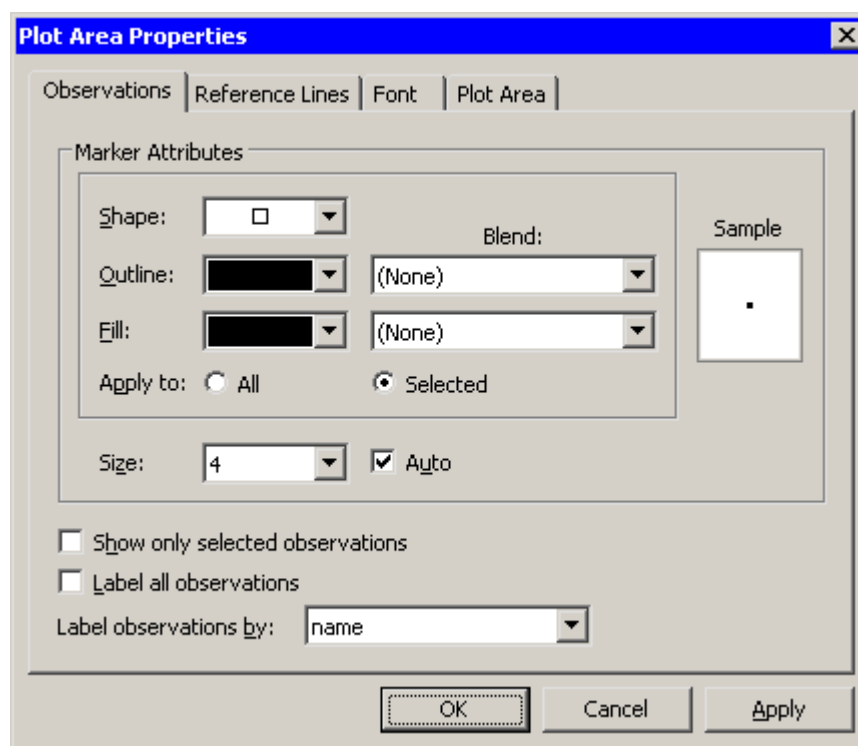 Plot Area Properties
Observations Reference Lines Font Plot Area
Marker Attributes
Shape:
Blend:
Sample
Outline: (None)
Fill: (None)
Apply to: All Selected
Size: 4 Auto
Show only selected observations
Label all observations
Label observations by: name
OK Cancel Apply